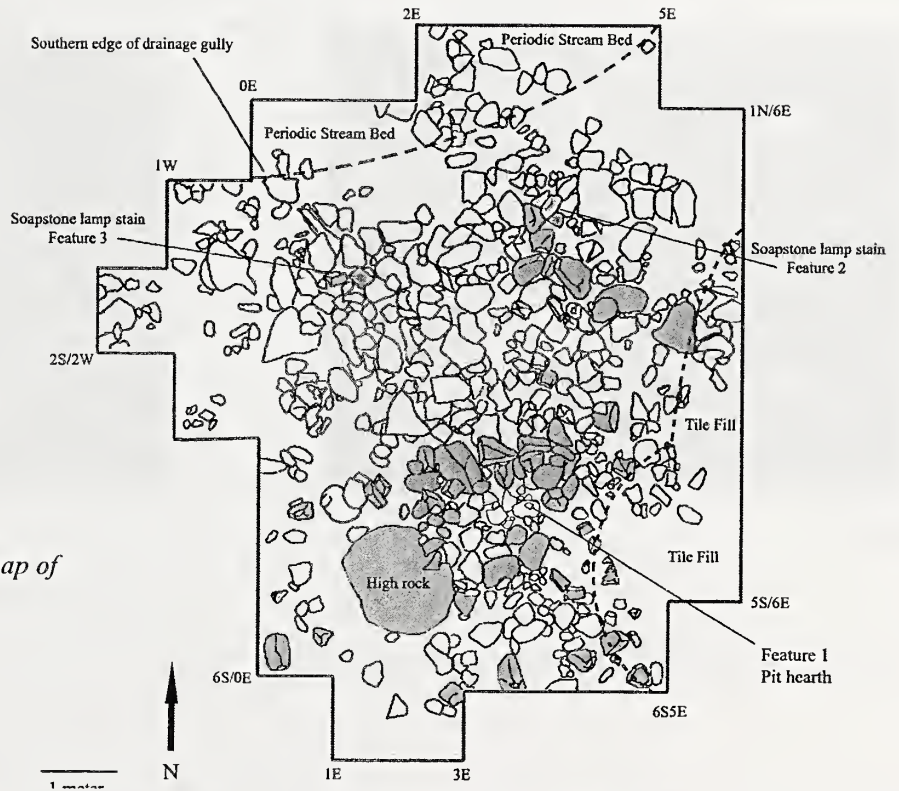 2E
5E
Southern edge of drainage gully
Periodic Stream Bed
0E
1N/6E
Periodic Stream Bed
1W
Soapstone lamp stain
Feature 3
Soapstone lamp stain
Feature 2
2S/2W
Tile Fill
ap of
High rock
Tile Fill
5S/6E
Feature 1
Pit hearth
6S/0E
6S5E
N
1E
3E
1 meter